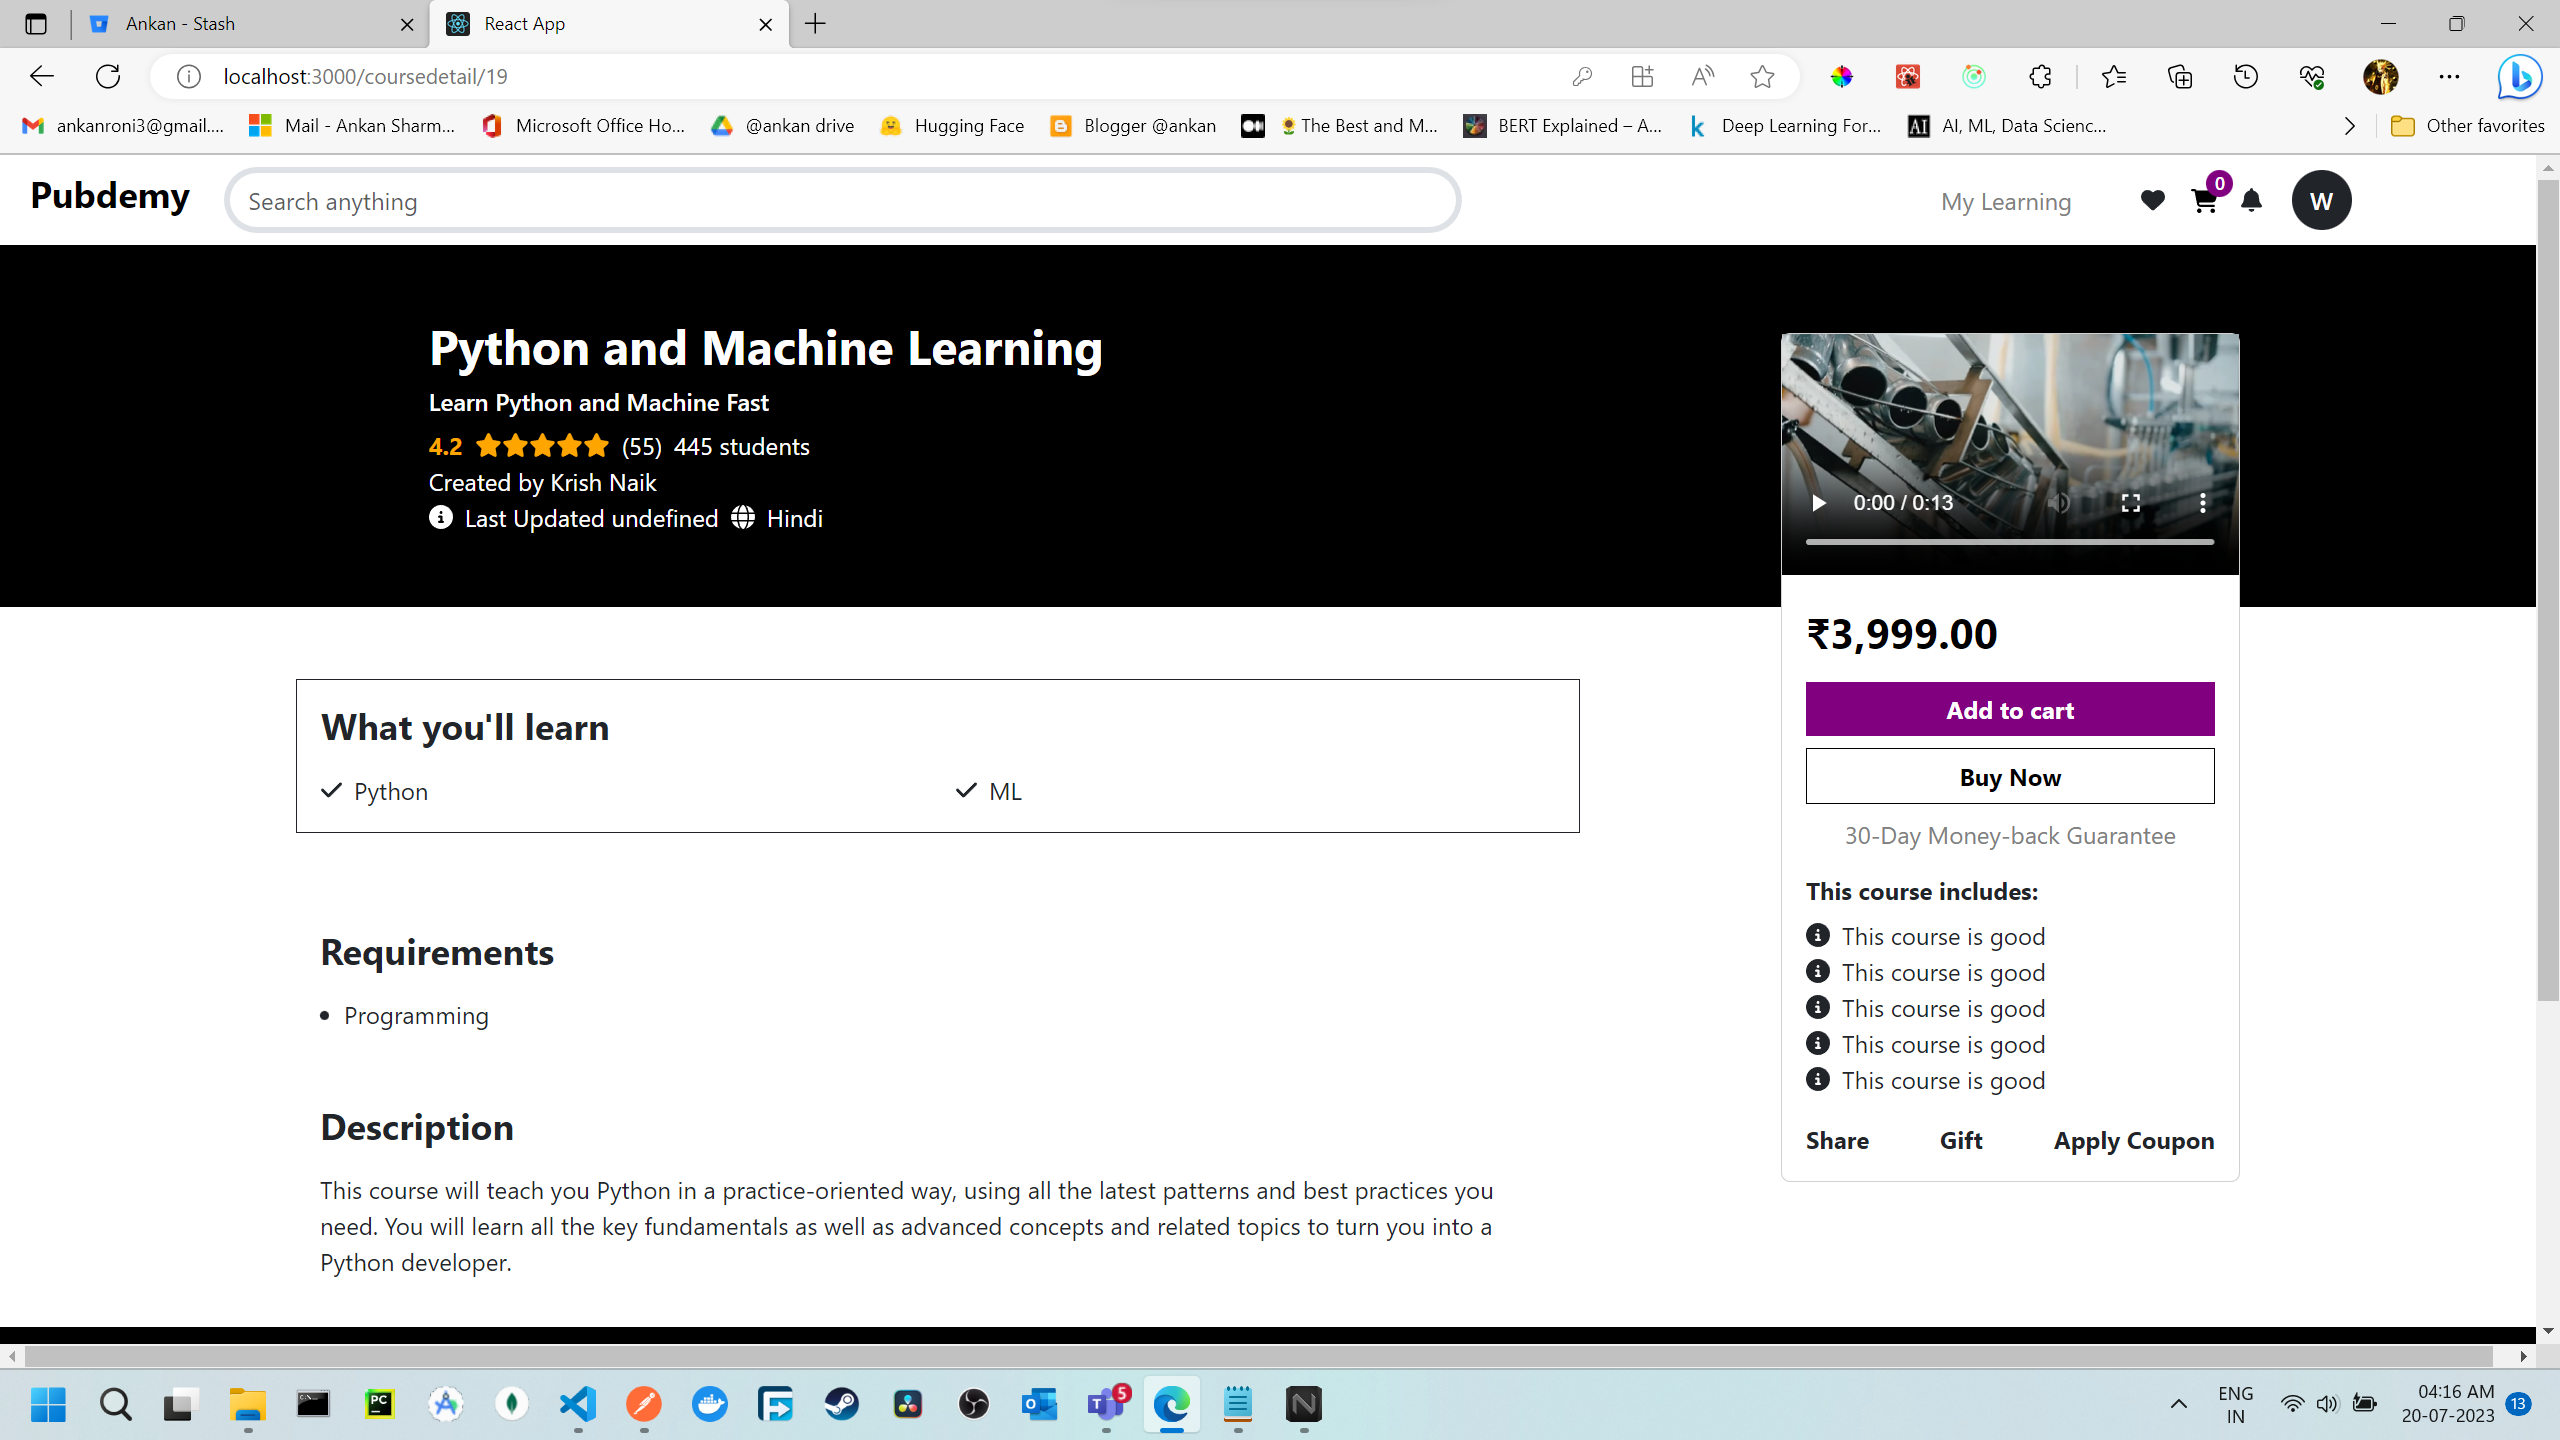 Ankan - Stash
React App
localhost:3000/coursedetail/19
ankanroni3@gmail....
Mail - Ankan Sharm...
Microsoft Office Ho...
@ankan drive
Hugging Face
Blogger @ankan
The Best and M...
BERT Explained – A...
Deep Learning For...
AI, ML, Data Scienc...
Other favorites
Pubdemy
Search anything
My Learning
0
W
Python and Machine Learning
Learn Python and Machine Fast
4.2 (55) 445 students
Created by Krish Naik
Last Updated undefined Hindi
0:00 / 0:13
₹3,999.00
Add to cart
Buy Now
30-Day Money-back Guarantee
This course includes:
This course is good
This course is good
This course is good
This course is good
This course is good
Share Gift Apply Coupon
What you'll learn
Python
ML
Requirements
Programming
Description
This course will teach you Python in a practice-oriented way, using all the latest patterns and best practices you
need. You will learn all the key fundamentals as well as advanced concepts and related topics to turn you into a
Python developer.
5
ENG
IN
04:16 AM
20-07-2023
13